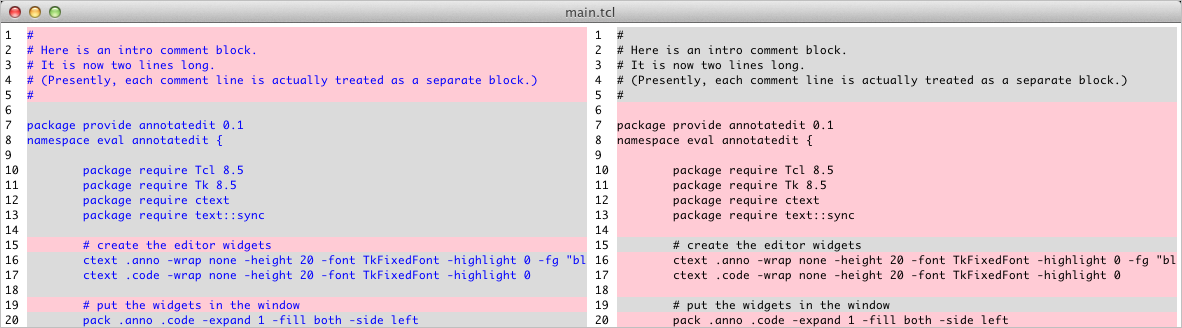 main.tcl
1 #
2 # Here is an intro comment block.
3 # It is now two lines long.
4 # (Presently, each comment line is actually treated as a separate block.)
5 #
6
7 package provide annotatedit 0.1
8 namespace eval annotatedit {
9
10 package require Tcl 8.5
11 package require Tk 8.5
12 package require ctext
13 package require text::sync
14
15 # create the editor widgets
16 ctext .anno -wrap none -height 20 -font TkFixedFont -highlight 0 -fg "bl
17 ctext .code -wrap none -height 20 -font TkFixedFont -highlight 0
18
19 # put the widgets in the window
20 pack .anno .code -expand 1 -fill both -side left
1 #
2 # Here is an intro comment block.
3 # It is now two lines long.
4 # (Presently, each comment line is actually treated as a separate block.)
5 #
6
7 package provide annotatedit 0.1
8 namespace eval annotatedit {
9
10 package require Tcl 8.5
11 package require Tk 8.5
12 package require ctext
13 package require text::sync
14
15 # create the editor widgets
16 ctext .anno -wrap none -height 20 -font TkFixedFont -highlight 0 -fg "bl
17 ctext .code -wrap none -height 20 -font TkFixedFont -highlight 0
18
19 # put the widgets in the window
20 pack .anno .code -expand 1 -fill both -side left